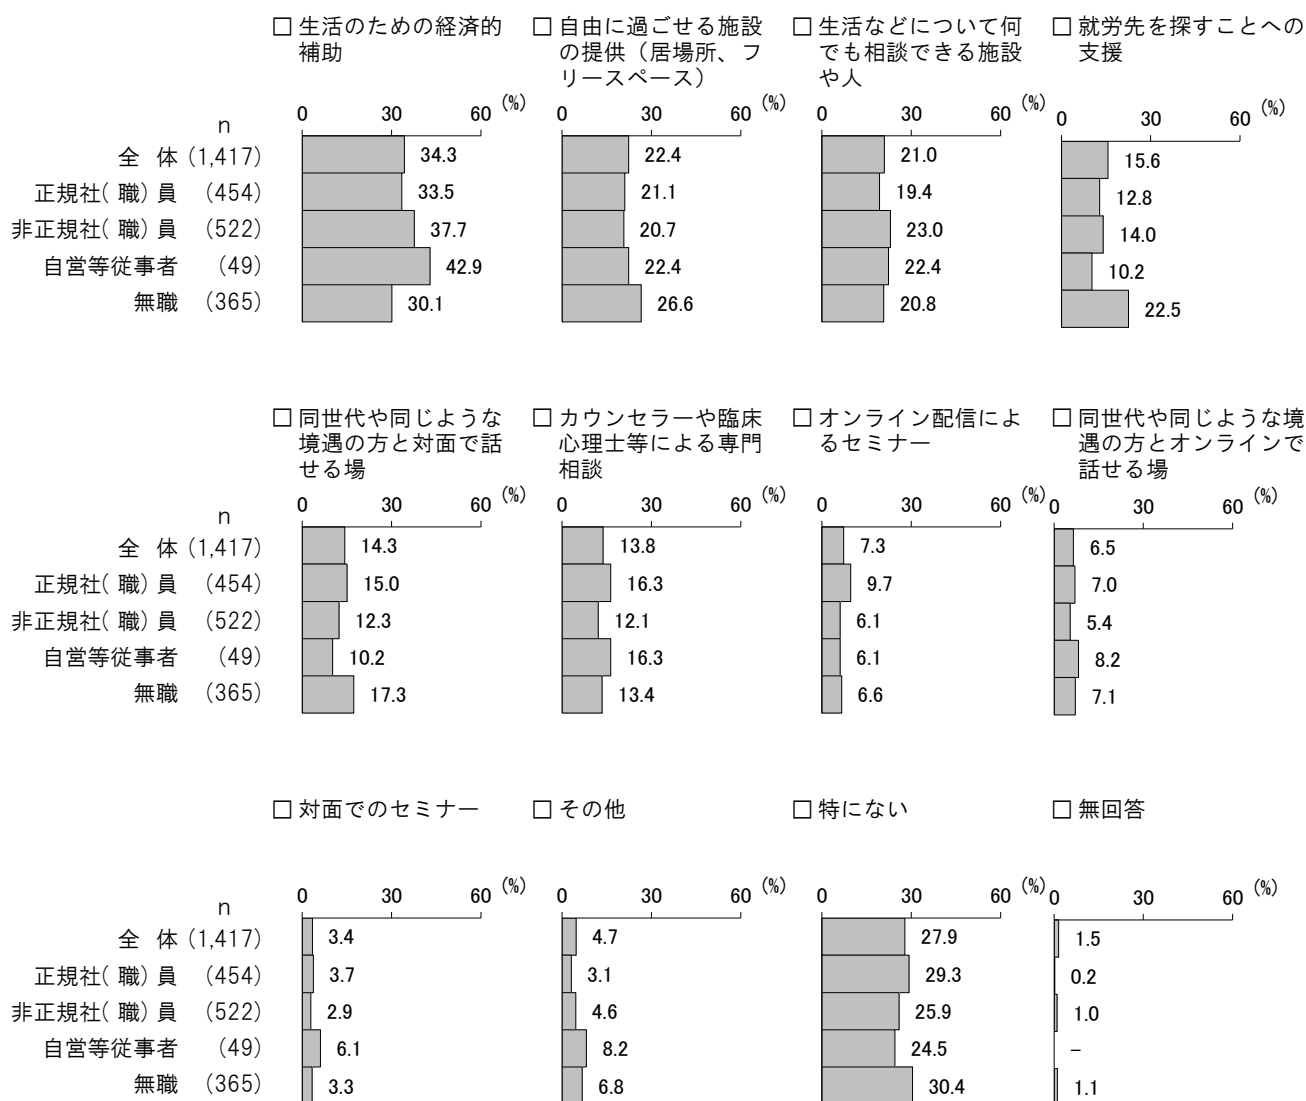 □ 生活のための経済的
補助
□ 自由に過ごせる施設
の提供（居場所、フ
リースペース）
□ 生活などについて何
でも相談できる施設
や人
□ 就労先を探すことへの
支援
n
0 30 60 (%)
0 30 60 (%)
0 30 60 (%)
0 30 60 (%)
全 体 (1,417) 34.3 22.4 21.0 15.6
正規社(職)員 (454) 33.5 21.1 19.4 12.8
非正規社(職)員 (522) 37.7 20.7 23.0 14.0
自営等従事者 (49) 42.9 22.4 22.4 10.2
無職 (365) 30.1 26.6 20.8 22.5
□ 同世代や同じような
境遇の方と対面で話
せる場
□ カウンセラーや臨床
心理士等による専門
相談
□ オンライン配信によ
るセミナー
□ 同世代や同じような境
遇の方とオンラインで
話せる場
n
0 30 60 (%)
0 30 60 (%)
0 30 60 (%)
0 30 60 (%)
全 体 (1,417) 14.3 13.8 7.3 6.5
正規社(職)員 (454) 15.0 16.3 9.7 7.0
非正規社(職)員 (522) 12.3 12.1 6.1 5.4
自営等従事者 (49) 10.2 16.3 6.1 8.2
無職 (365) 17.3 13.4 6.6 7.1
□ 対面でのセミナー
□ その他
□ 特にない
□ 無回答
n
0 30 60 (%)
0 30 60 (%)
0 30 60 (%)
0 30 60 (%)
全 体 (1,417) 3.4 4.7 27.9 1.5
正規社(職)員 (454) 3.7 3.1 29.3 0.2
非正規社(職)員 (522) 2.9 4.6 25.9 1.0
自営等従事者 (49) 6.1 8.2 24.5 –
無職 (365) 3.3 6.8 30.4 1.1